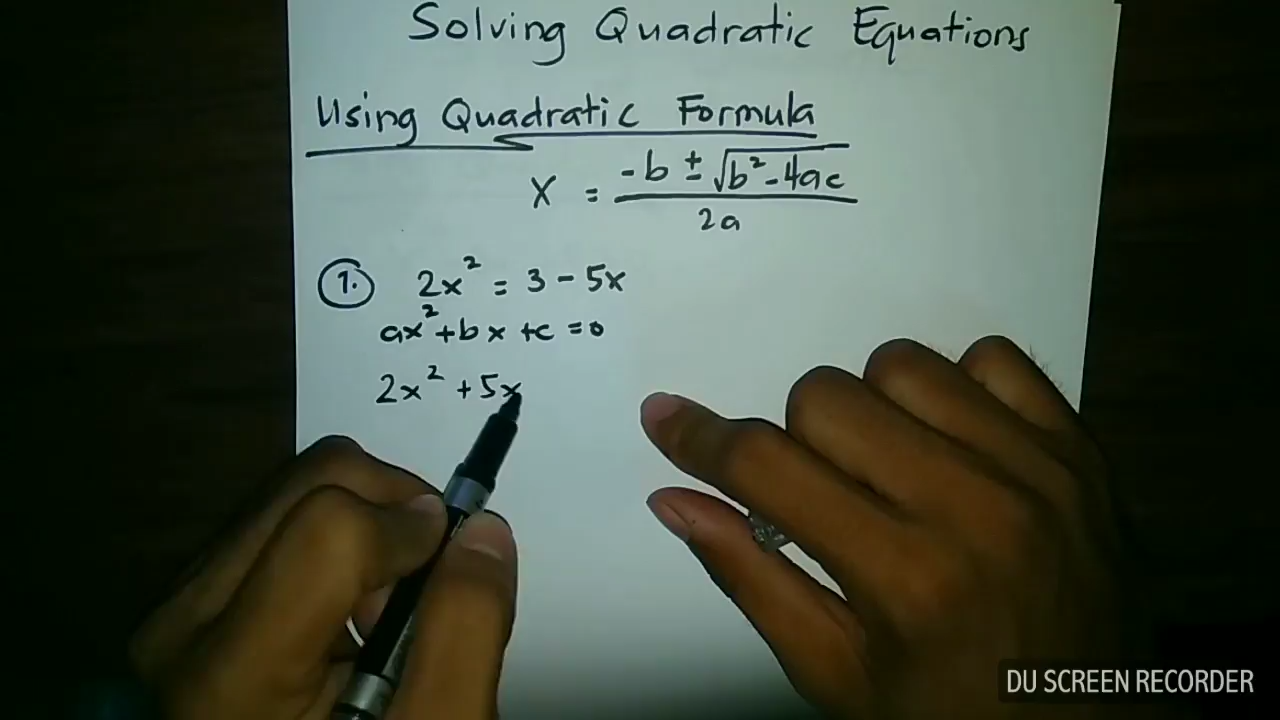 Solving Quadratic Equations
Using Quadratic Formula
x = -b ± √b² - 4ac / 2a
1. 2x² = 3 - 5x
ax² + bx + c = 0
2x² + 5x
DU SCREEN RECORDER